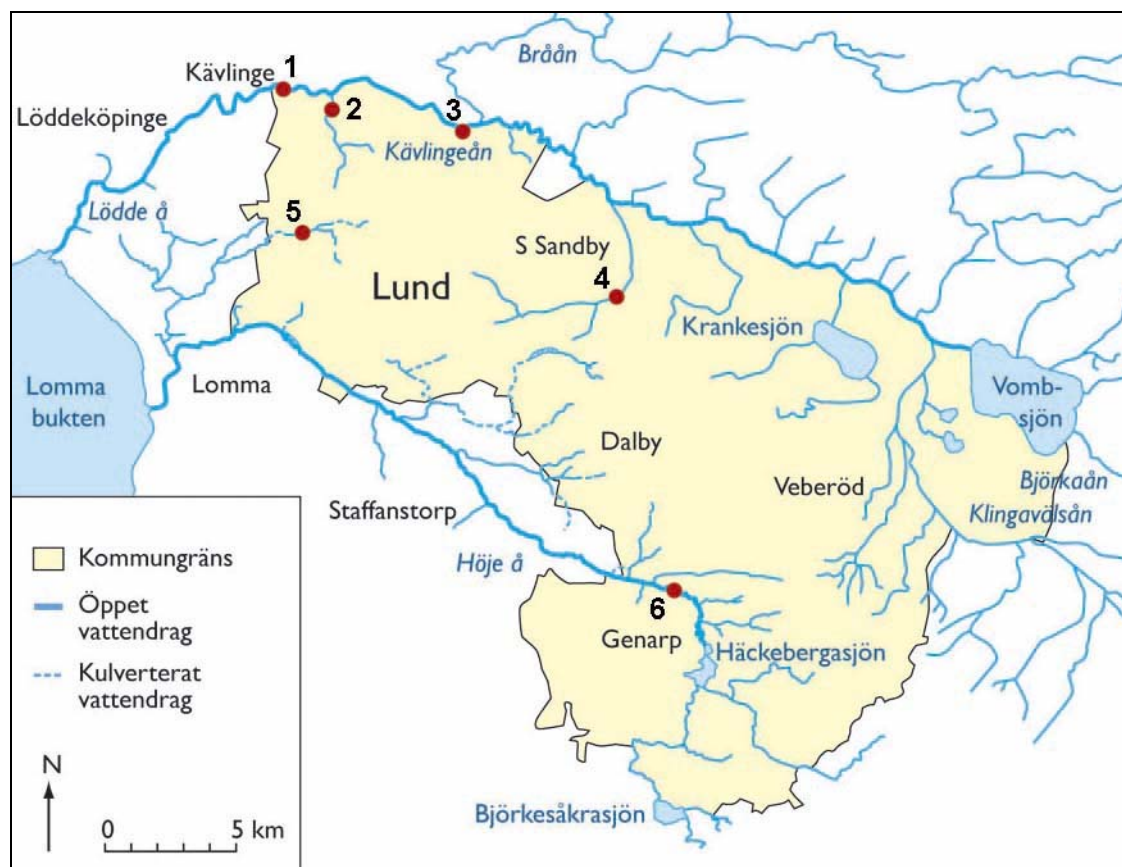 Bråån
Kävlinge
1
2
3
Löddeköpinge
Kävlingeån
Lödde å
5
S Sandby
Lund
4
Krankesjön
Lomma
bukten
Lomma
Vomb-
sjön
Dalby
Veberöd
Björkaån
Staffanstorp
Klingavälsån
Höje å
6
Genarp
Häckebergasjön
Björkesåkrasjön
Kommungräns
Öppet
vattendrag
Kulverterat
vattendrag
N
0 5 km